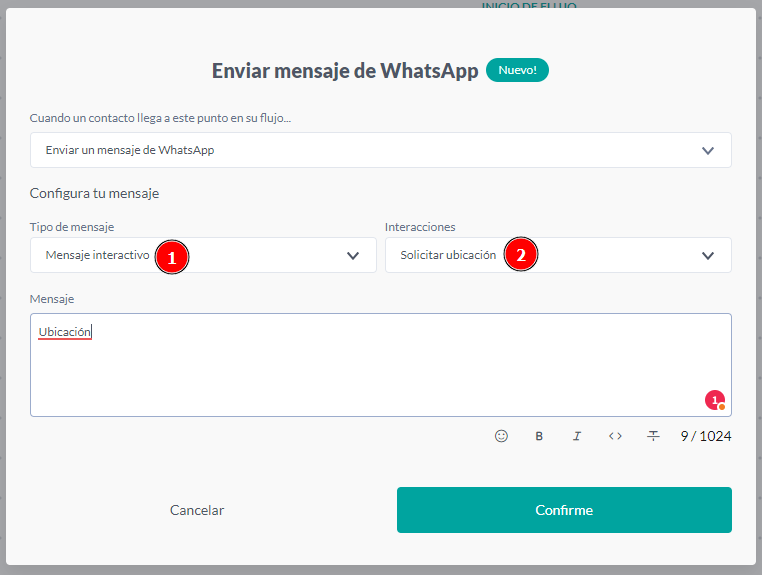 INICIO DE FLUJO
Enviar mensaje de WhatsApp Nuevo!
Cuando un contacto llega a este punto en su flujo...
Enviar un mensaje de WhatsApp
Configura tu mensaje
Tipo de mensaje Interacciones
Mensaje interactivo 1 Solicitar ubicación 2
Mensaje
Ubicación
1
B I <> T 9 / 1024
Cancelar Confirme